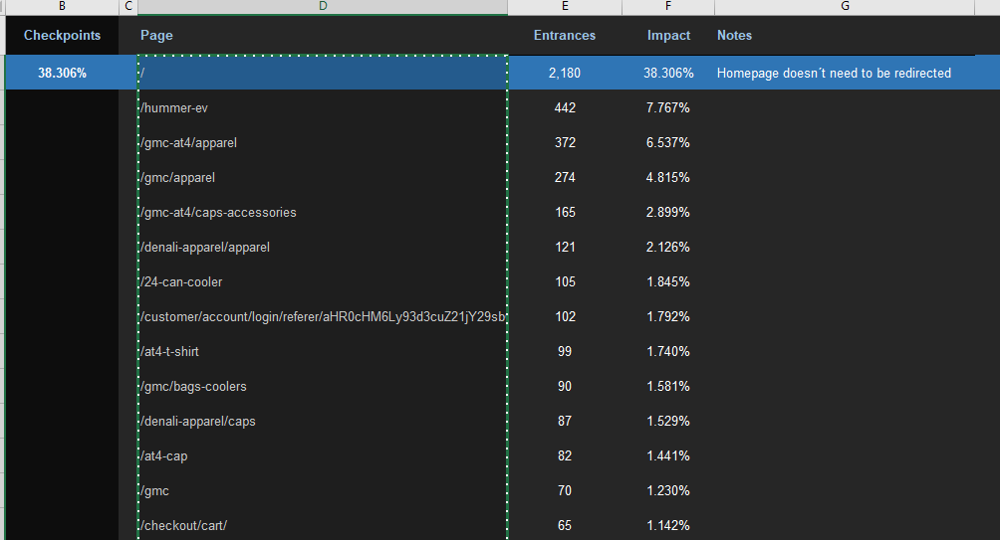 B C D E F G
Checkpoints Page Entrances Impact Notes
38.306% / 2,180 38.306% Homepage doesn´t need to be redirected
/hummer-ev 442 7.767%
/gmc-at4/apparel 372 6.537%
/gmc/apparel 274 4.815%
/gmc-at4/caps-accessories 165 2.899%
/denali-apparel/apparel 121 2.126%
/24-can-cooler 105 1.845%
/customer/account/login/referer/aHR0cHM6Ly93d3cuZ21jY29sb 102 1.792%
/at4-t-shirt 99 1.740%
/gmc/bags-coolers 90 1.581%
/denali-apparel/caps 87 1.529%
/at4-cap 82 1.441%
/gmc 70 1.230%
/checkout/cart/ 65 1.142%